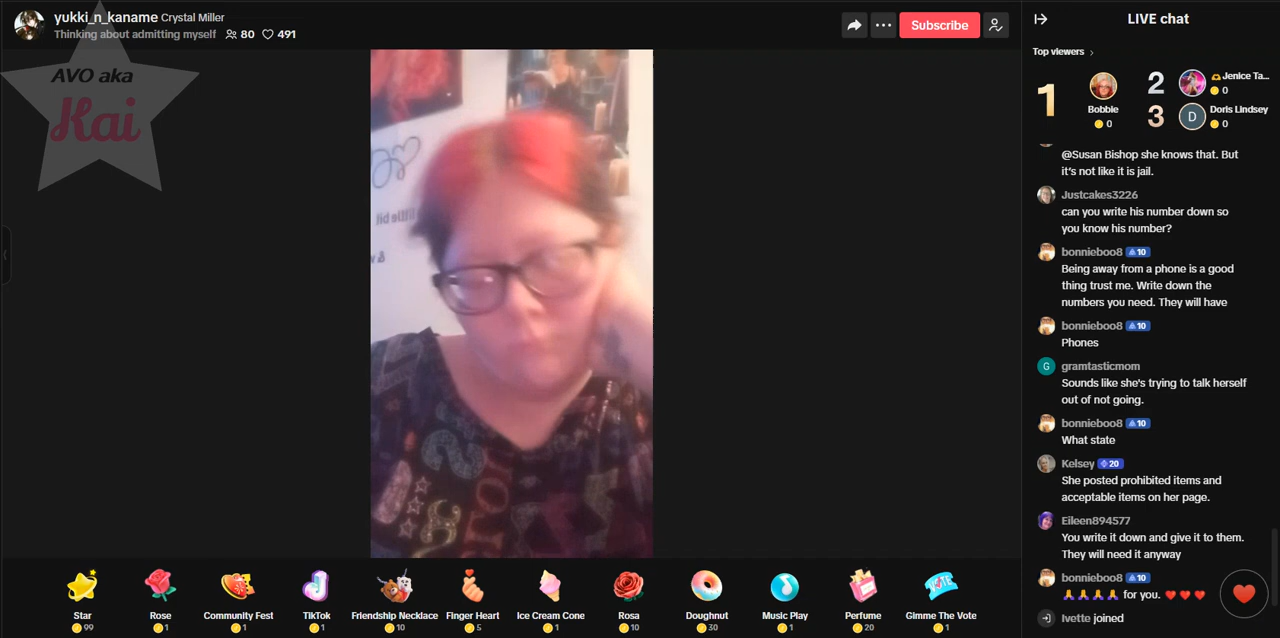 yukki_n_kaname Crystal Miller
Thinking about admitting myself 80 491
Subscribe
AVO aka
Kai
LIVE chat
Top viewers
1
Bobbie
0
2
Jenice Ta...
0
3
D
Doris Lindsey
0
@Susan Bishop she knows that. But
it's not like it is jail.
Justcakes3226
can you write his number down so
you know his number?
bonnieboo8 10
Being away from a phone is a good
thing trust me. Write down the
numbers you need. They will have
bonnieboo8 10
Phones
G gramtasticmom
Sounds like she's trying to talk herself
out of not going.
bonnieboo8 10
What state
Kelsey 20
She posted prohibited items and
acceptable items on her page.
Eileen894577
You write it down and give it to them.
They will need it anyway
bonnieboo8 10
🙏🙏🙏🙏 for you. ❤️❤️❤️
Ivette joined
little bit
&
Star Rose Community Fest TikTok Friendship Necklace Finger Heart Ice Cream Cone Rosa Doughnut Music Play Perfume Gimme The Vote
99 1 1 1 10 5 1 10 30 1 20 1